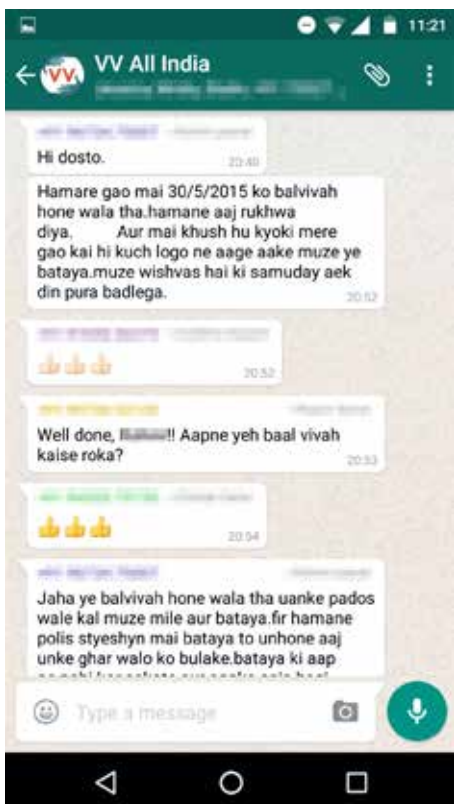 11:21
VV All India
VV
Hi dosto.
20:49
Hamare gao mai 30/5/2015 ko balvivah
hone wala tha.hamane aaj rukhwa
diya. Aur mai khush hu kyoki mere
gao kai hi kuch logo ne aage aake muze ye
bataya.muze wishvas hai ki samuday aek
din pura badlega.
20:52
20:52
Well done, !! Aapne yeh baal vivah
kaise roka?
20:53
20:54
Jaha ye balvivah hone wala tha uanke pados
wale kal muze mile aur bataya.fir hamane
polis styeshyn mai bataya to unhone aaj
unke ghar walo ko bulake.bataya ki aap
Type a message